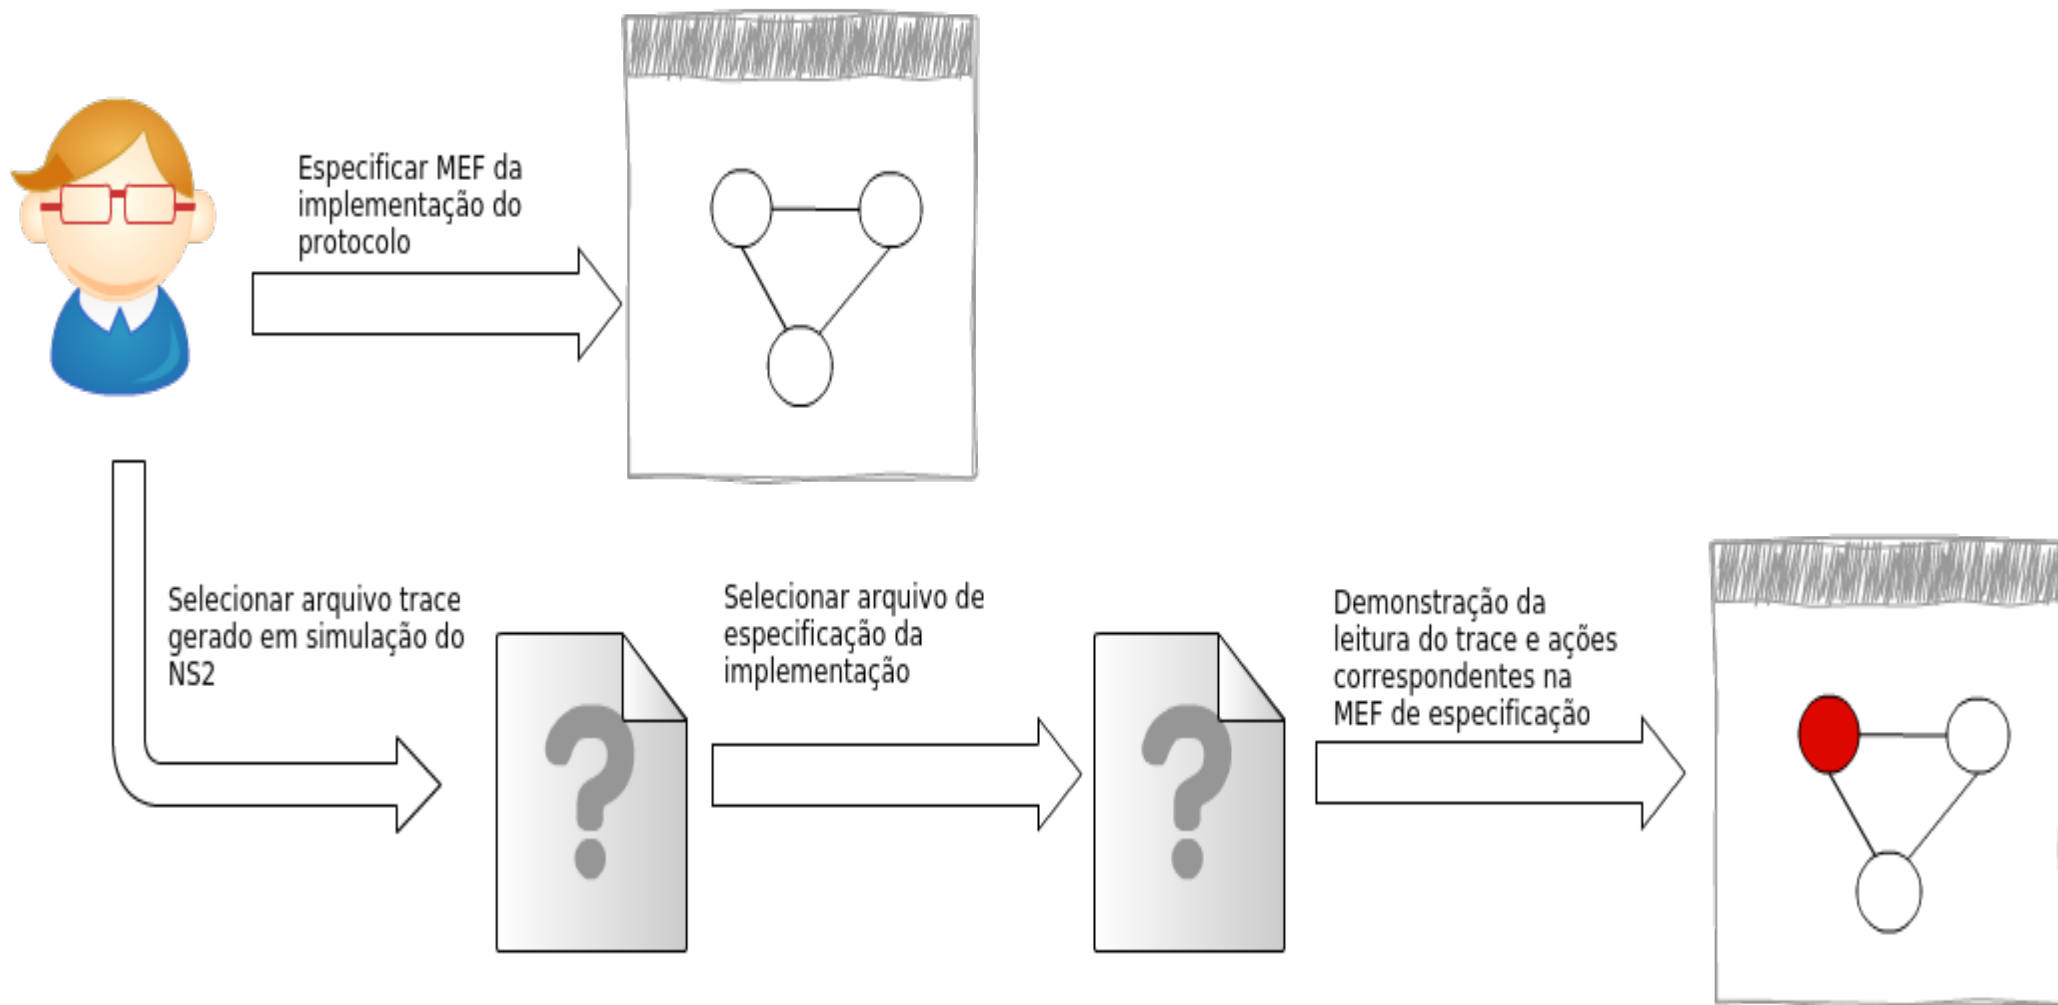 Especificar MEF da
implementação do
protocolo
Selecionar arquivo trace
gerado em simulação do
NS2
Selecionar arquivo de
especificação da
implementação
Demonstração da
leitura do trace e ações
correspondentes na
MEF de especificação